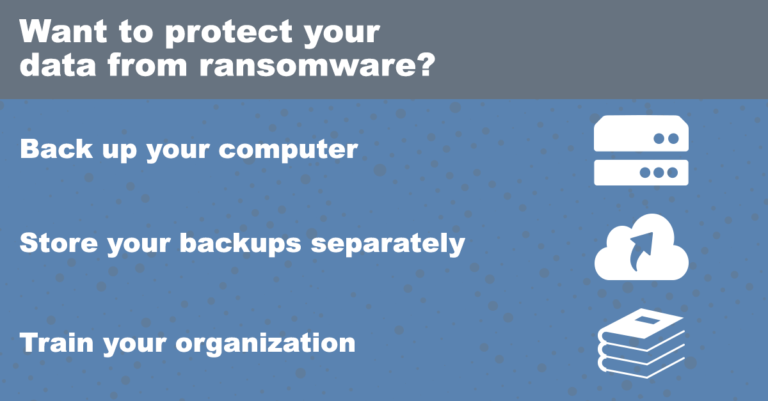 Want to protect your
data from ransomware?
Back up your computer
Store your backups separately
Train your organization